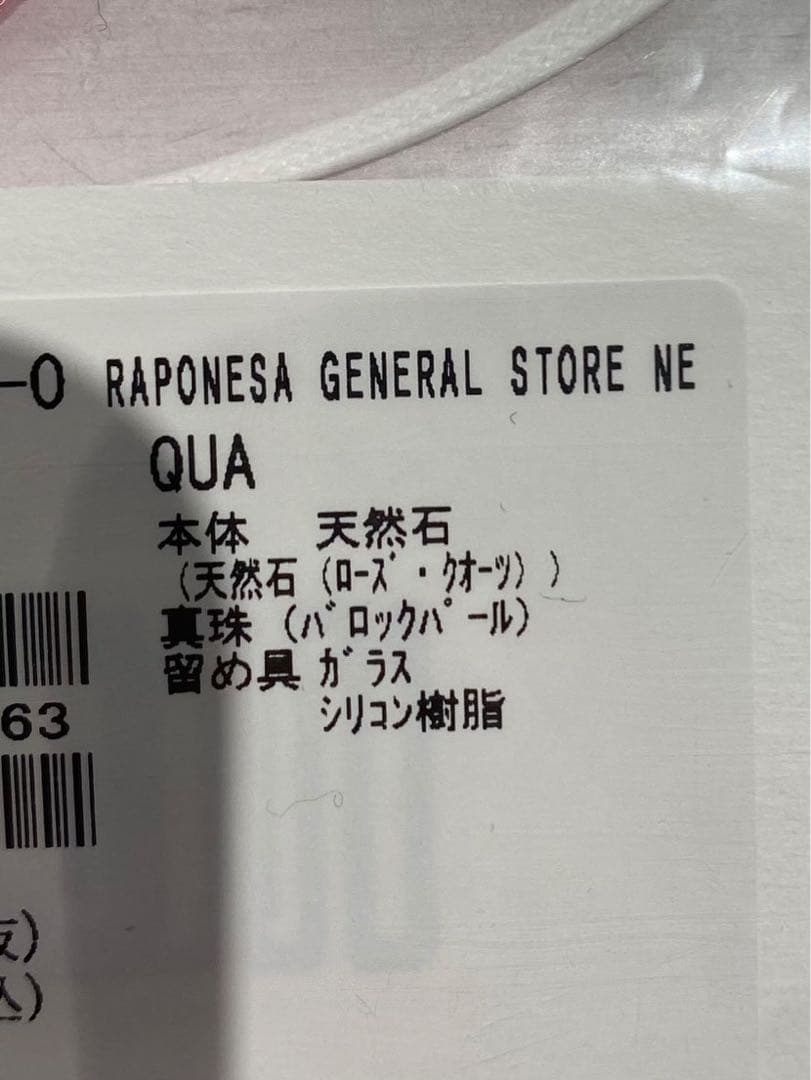 -0 RAPONESA GENERAL STORE NE
QUA
本体 天然石
(天然石(ﾛｰｽﾞ・ｸｵｰﾂ))
真珠(ﾊﾞﾛｯｸﾊﾟｰﾙ)
留め具 ｶﾞﾗｽ
ｼﾘｺﾝ樹脂
63
込)